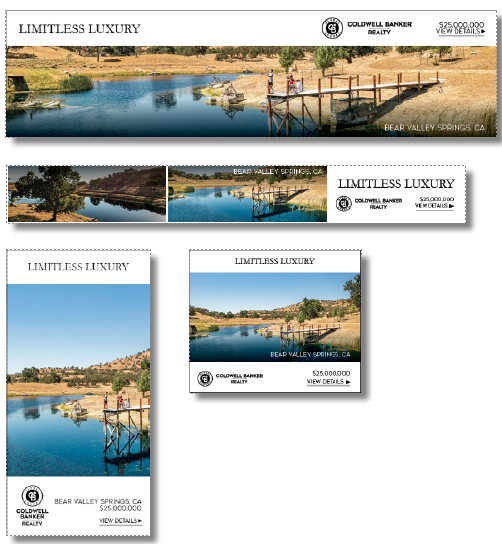 LIMITLESS LUXURY
COLDWELL BANKER
REALTY
$25,000,000
VIEW DETAILS
BEAR VALLEY SPRINGS, CA
BEAR VALLEY SPRINGS, CA
LIMITLESS LUXURY
COLDWELL BANKER
REALTY
$25,000,000
VIEW DETAILS
LIMITLESS LUXURY
COLDWELL
BANKER
REALTY
BEAR VALLEY SPRINGS, CA
$25,000,000
VIEW DETAILS
LIMITLESS LUXURY
BEAR VALLEY SPRINGS, CA
COLDWELL BANKER
REALTY
$25,000,000
VIEW DETAILS